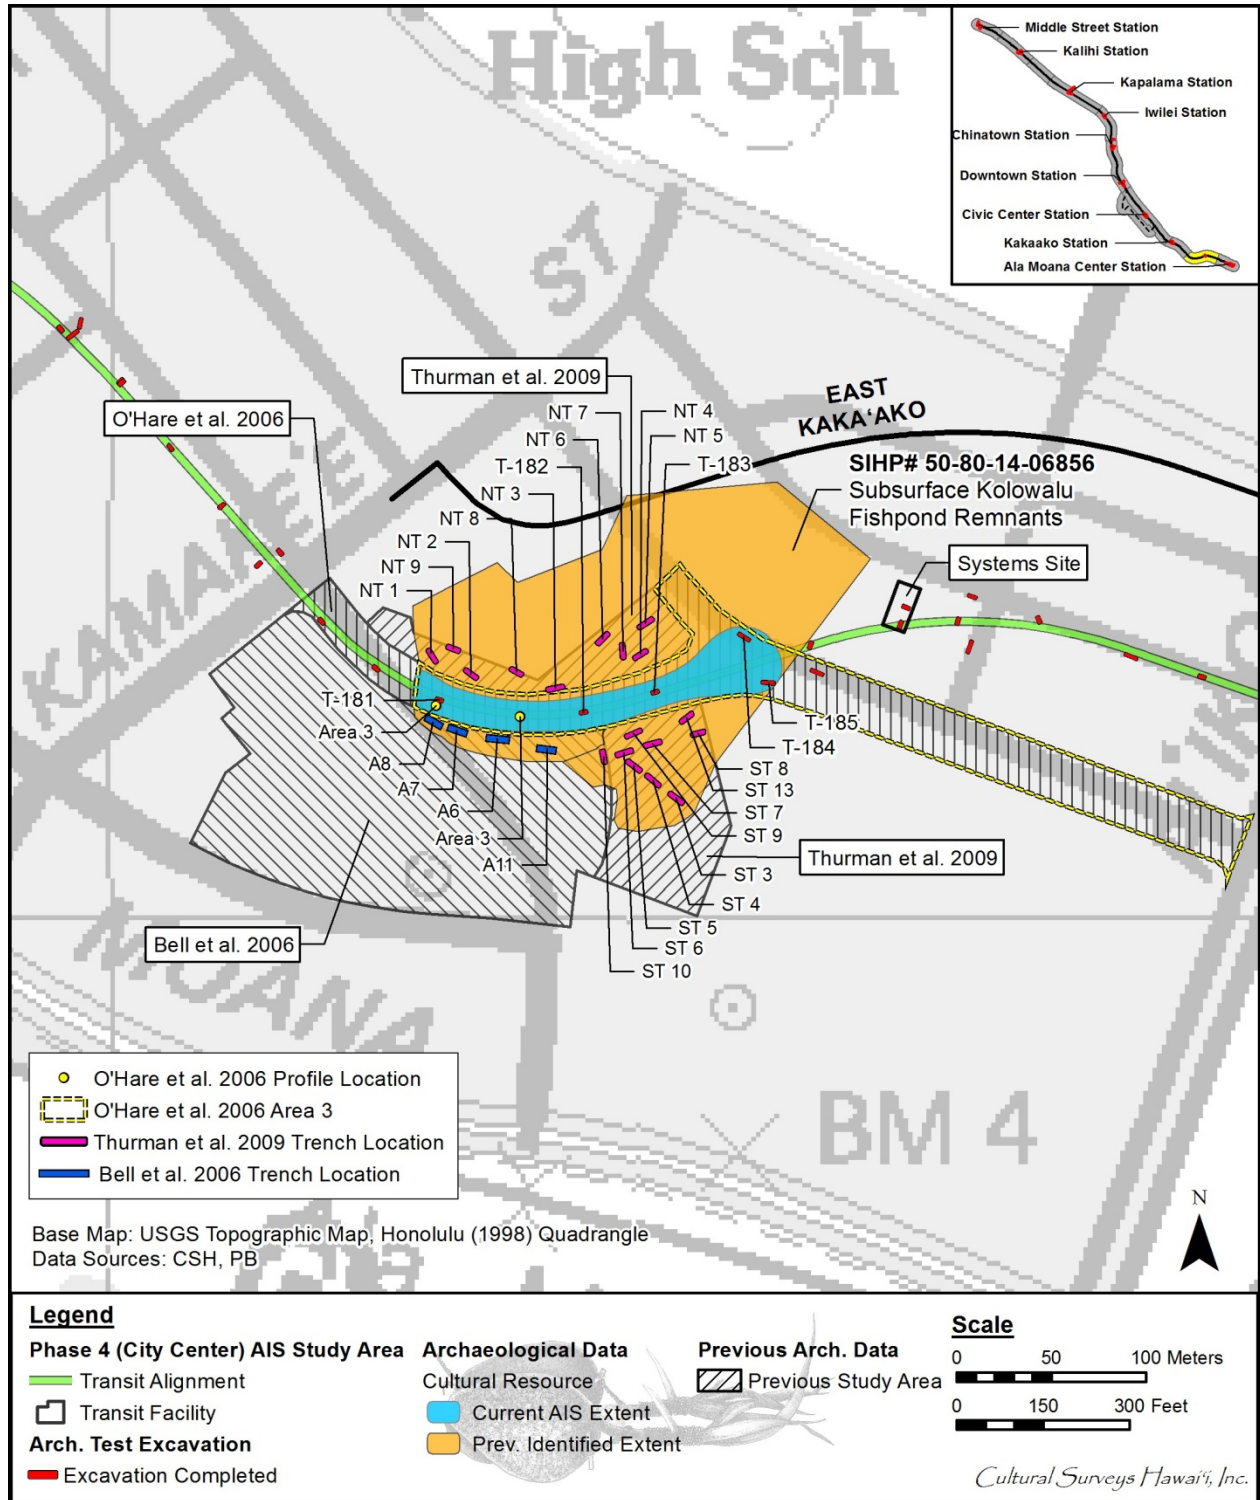 High Sch
Middle Street Station
Kalihi Station
Kapalama Station
Iwilei Station
Chinatown Station
Downtown Station
Civic Center Station
Kakaako Station
Ala Moana Center Station
ST
Thurman et al. 2009
EAST
KAKA‘AKO
O'Hare et al. 2006
NT 4
NT 7
NT 5
NT 6
T-183
T-182
NT 3
SIHP# 50-80-14-06856
Subsurface Kolowalu
Fishpond Remnants
NT 8
NT 2
NT 9
NT 1
Systems Site
KAMAKEE
T-181
Area 3
A8
A7
A6
Area 3
A11
T-185
T-184
ST 8
ST 13
ST 7
ST 9
ST 3
ST 4
ST 5
ST 6
ST 10
Thurman et al. 2009
Bell et al. 2006
MOANA
BM 4
O'Hare et al. 2006 Profile Location
O'Hare et al. 2006 Area 3
Thurman et al. 2009 Trench Location
Bell et al. 2006 Trench Location
N
Base Map: USGS Topographic Map, Honolulu (1998) Quadrangle
Data Sources: CSH, PB
Legend
Phase 4 (City Center) AIS Study Area
Transit Alignment
Transit Facility
Arch. Test Excavation
Excavation Completed
Archaeological Data
Cultural Resource
Current AIS Extent
Prev. Identified Extent
Previous Arch. Data
Previous Study Area
Scale
0 50 100 Meters
0 150 300 Feet
Cultural Surveys Hawai‘i, Inc.